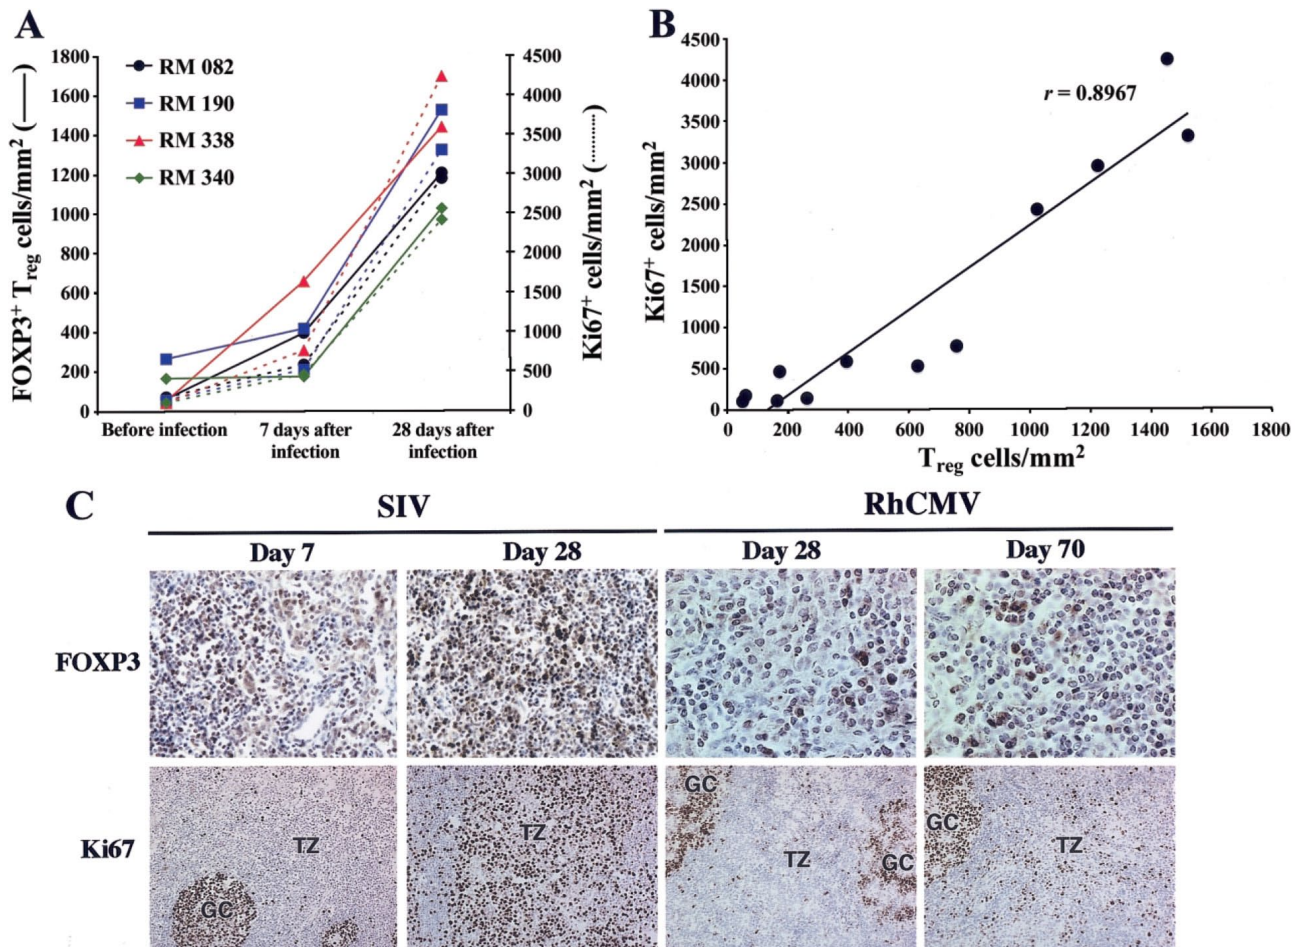 A
FOXP3+ Treg cells/mm2 (——)
1800
1600
1400
1200
1000
800
600
400
200
0
RM 082
RM 190
RM 338
RM 340
4500
4000
3500
3000
2500
2000
1500
1000
500
0
Ki67+ cells/mm2 (........)
Before infection
7 days after
infection
28 days after
infection
B
Ki67+ cells/mm2
4500
4000
3500
3000
2500
2000
1500
1000
500
0
r = 0.8967
0 200 400 600 800 1000 1200 1400 1600 1800
Treg cells/mm2
C
SIV RhCMV
Day 7 Day 28 Day 28 Day 70
FOXP3
Ki67
GC TZ
TZ
GC TZ GC
GC TZ